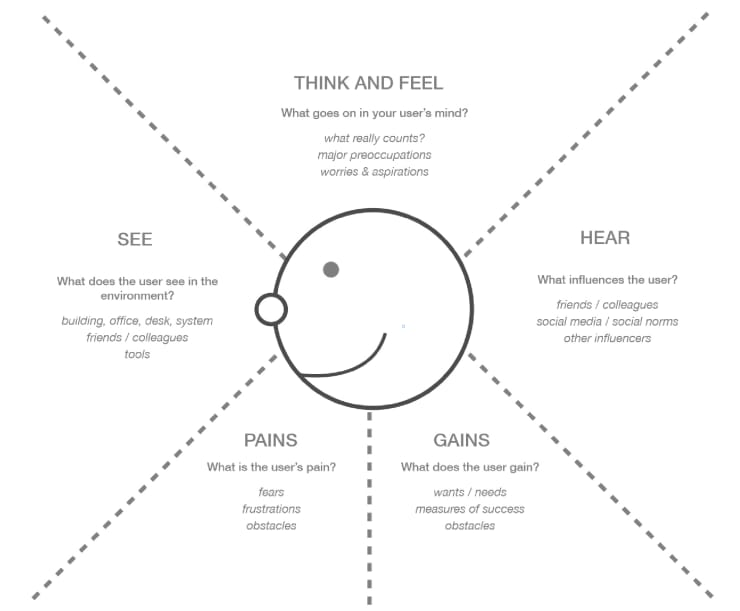 THINK AND FEEL
What goes on in your user's mind?
what really counts?
major preoccupations
worries & aspirations
SEE
What does the user see in the
environment?
building, office, desk, system
friends / colleagues
tools
HEAR
What influences the user?
friends / colleagues
social media / social norms
other influencers
PAINS
What is the user's pain?
fears
frustrations
obstacles
GAINS
What does the user gain?
wants / needs
measures of success
obstacles